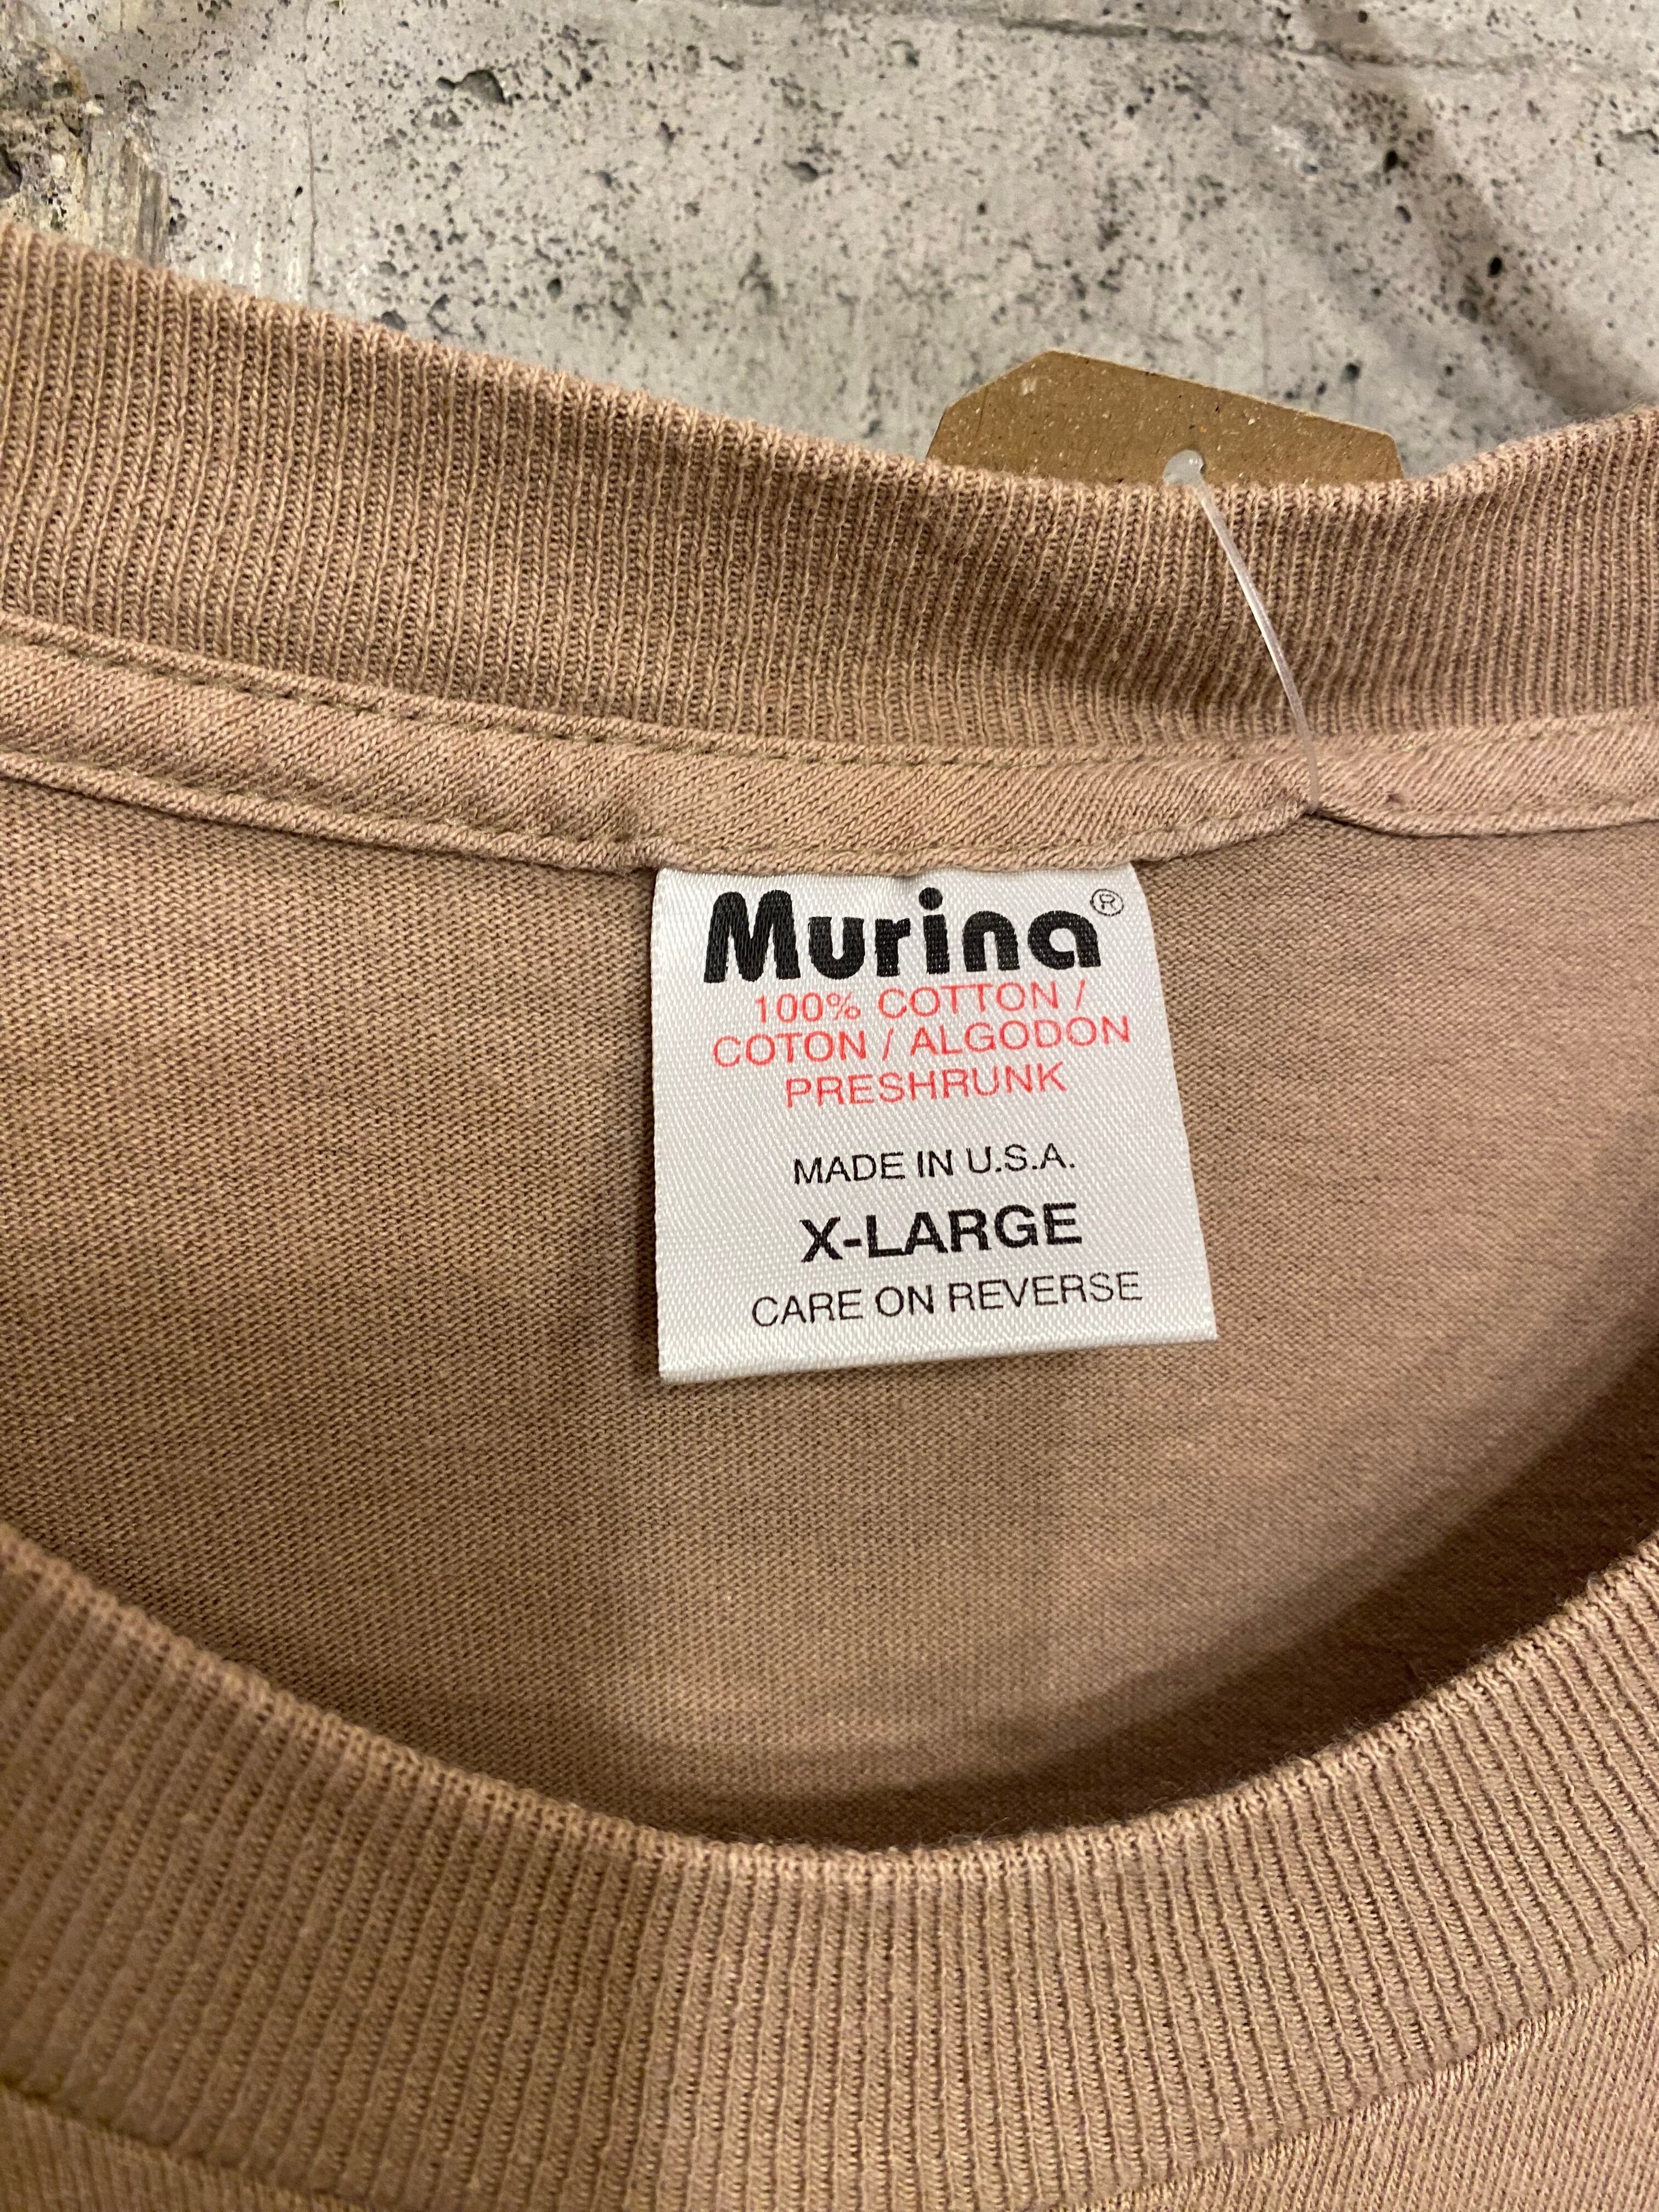 Murina®
100% COTTON /
COTON / ALGODON
PRESHRUNK
MADE IN U.S.A.
X-LARGE
CARE ON REVERSE